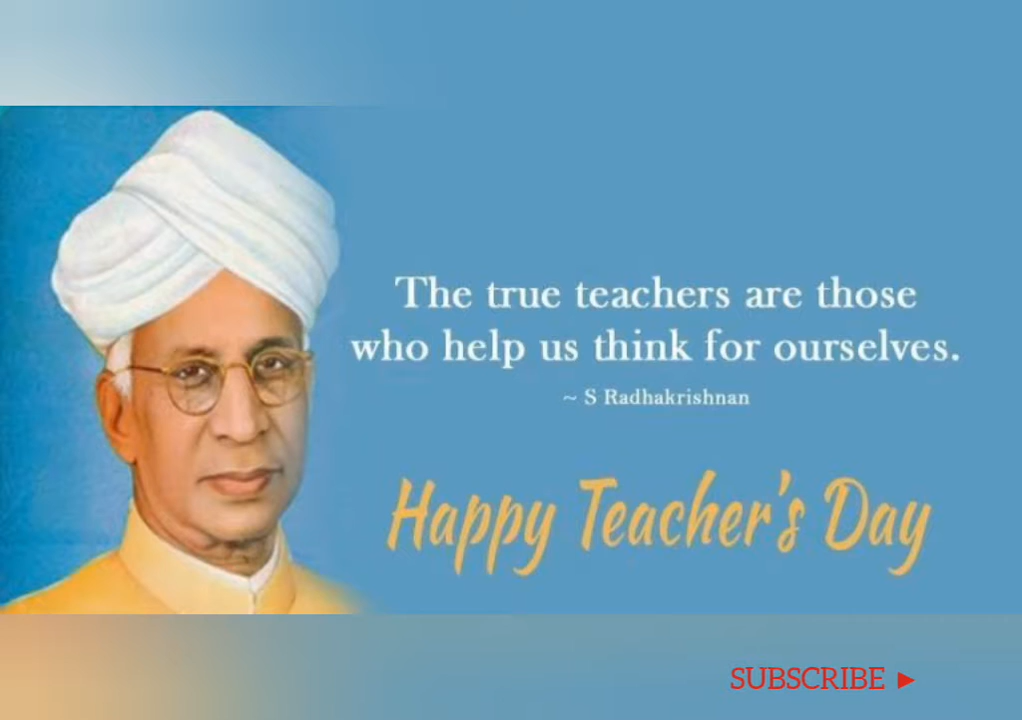 The true teachers are those
who help us think for ourselves.
~ S Radhakrishnan
Happy Teacher's Day
SUBSCRIBE ►